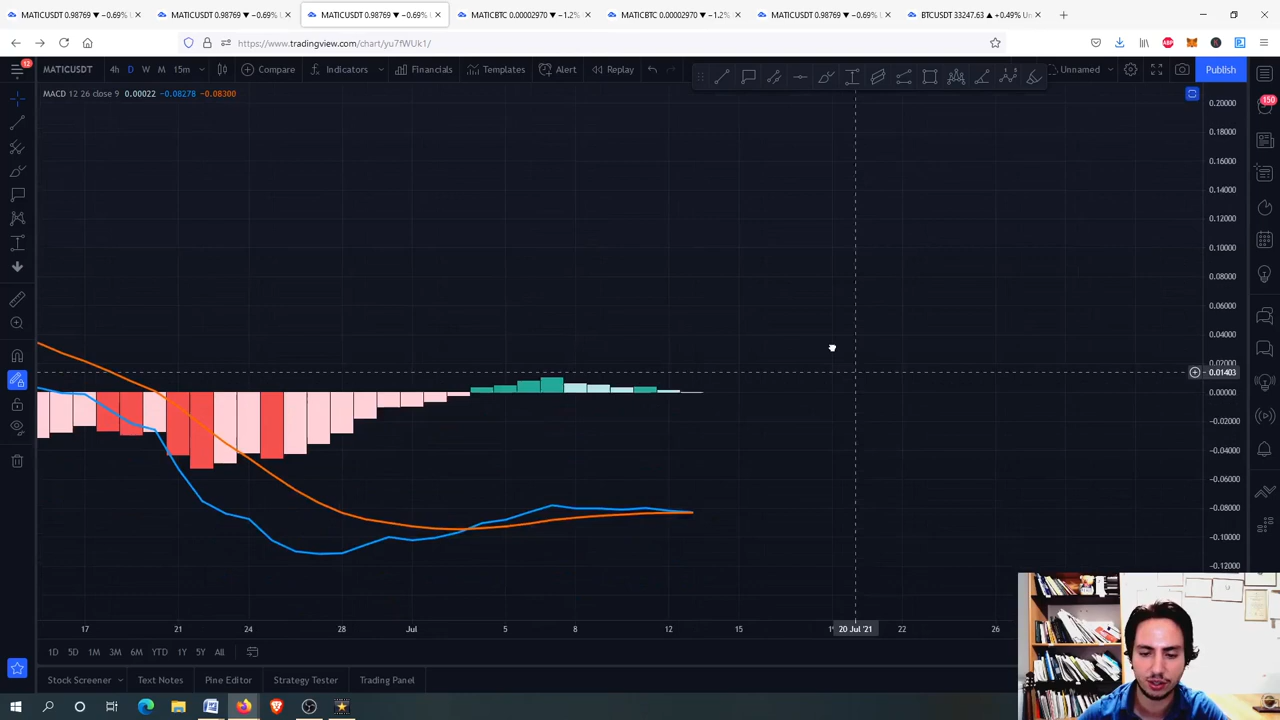 MATICUSDT 0.98769 ▼ −0.69% U
MATICUSDT 0.98769 ▼ −0.69% U
MATICUSDT 0.98769 ▼ −0.69% U
MATICBTC 0.00002970 ▼ −1.2%
MATICBTC 0.00002970 ▼ −1.2%
MATICUSDT 0.98769 ▼ −0.69% U
BTCUSDT 33247.63 ▲ +0.49% Un
https://www.tradingview.com/chart/yu7fWUk1/
12
MATICUSDT 4h D W M 15m Compare Indicators Financials Templates Alert Replay Unnamed Publish
MACD 12 26 close 9 0.00022 −0.08278 −0.08300
150
0.20000
0.18000
0.16000
0.14000
0.12000
0.10000
0.08000
0.06000
0.04000
0.02000
0.01403
0.00000
−0.02000
−0.04000
−0.06000
−0.08000
−0.10000
−0.12000
17 21 24 28 Jul 5 8 12 15 20 Jul '21 22 26
1D 5D 1M 3M 6M YTD 1Y 5Y All
Stock Screener Text Notes Pine Editor Strategy Tester Trading Panel